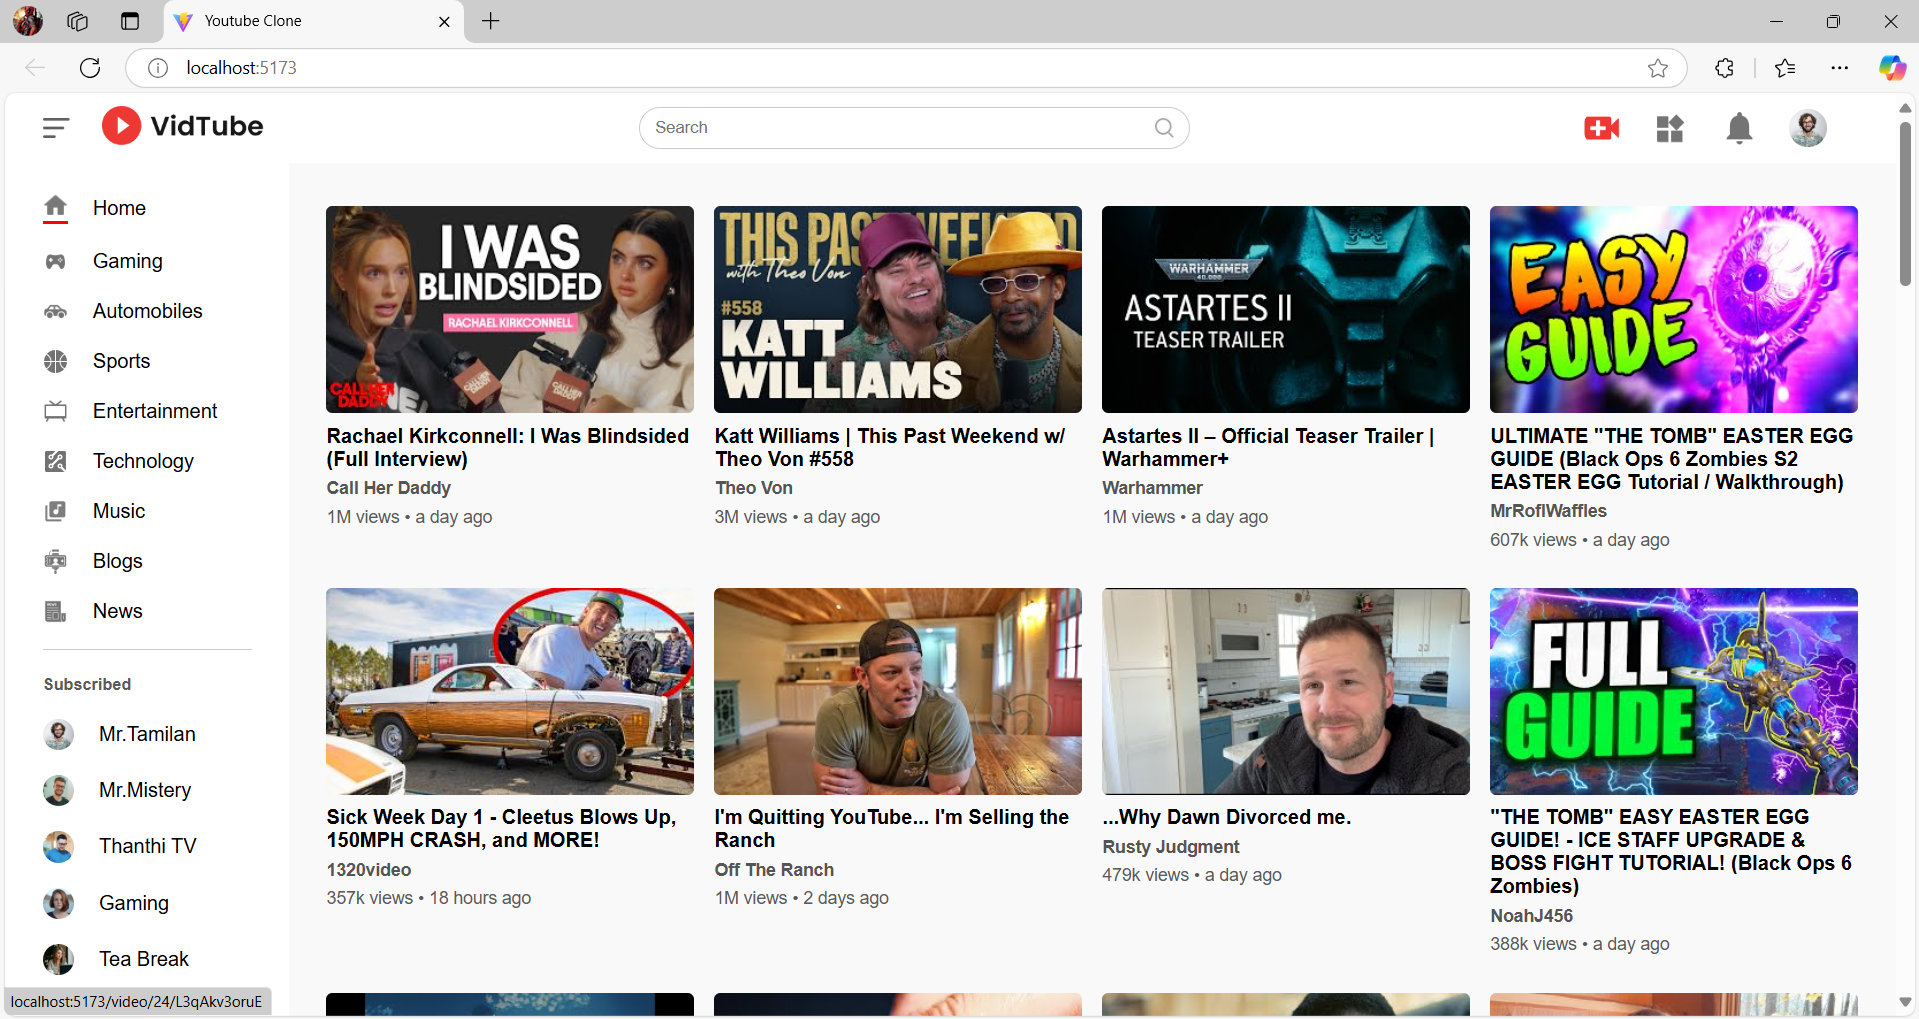 Youtube Clone
localhost:5173
VidTube
Search
Home
Gaming
Automobiles
Sports
Entertainment
Technology
Music
Blogs
News
Subscribed
Mr.Tamilan
Mr.Mistery
Thanthi TV
Gaming
Tea Break
I WAS
BLINDSIDED
RACHAEL KIRKCONNELL
CALL HER
DADDY
Rachael Kirkconnell: I Was Blindsided
(Full Interview)
Call Her Daddy
1M views • a day ago
THIS PAST WEEKEND
with Theo Von
#558
KATT
WILLIAMS
Katt Williams | This Past Weekend w/
Theo Von #558
Theo Von
3M views • a day ago
WARHAMMER
40,000
ASTARTES II
TEASER TRAILER
Astartes II – Official Teaser Trailer |
Warhammer+
Warhammer
1M views • a day ago
EASY
GUIDE
ULTIMATE "THE TOMB" EASTER EGG
GUIDE (Black Ops 6 Zombies S2
EASTER EGG Tutorial / Walkthrough)
MrRoflWaffles
607k views • a day ago
Sick Week Day 1 - Cleetus Blows Up,
150MPH CRASH, and MORE!
1320video
357k views • 18 hours ago
I'm Quitting YouTube... I'm Selling the
Ranch
Off The Ranch
1M views • 2 days ago
...Why Dawn Divorced me.
Rusty Judgment
479k views • a day ago
FULL
GUIDE
"THE TOMB" EASY EASTER EGG
GUIDE! - ICE STAFF UPGRADE &
BOSS FIGHT TUTORIAL! (Black Ops 6
Zombies)
NoahJ456
388k views • a day ago
localhost:5173/video/24/L3qAkv3oruE